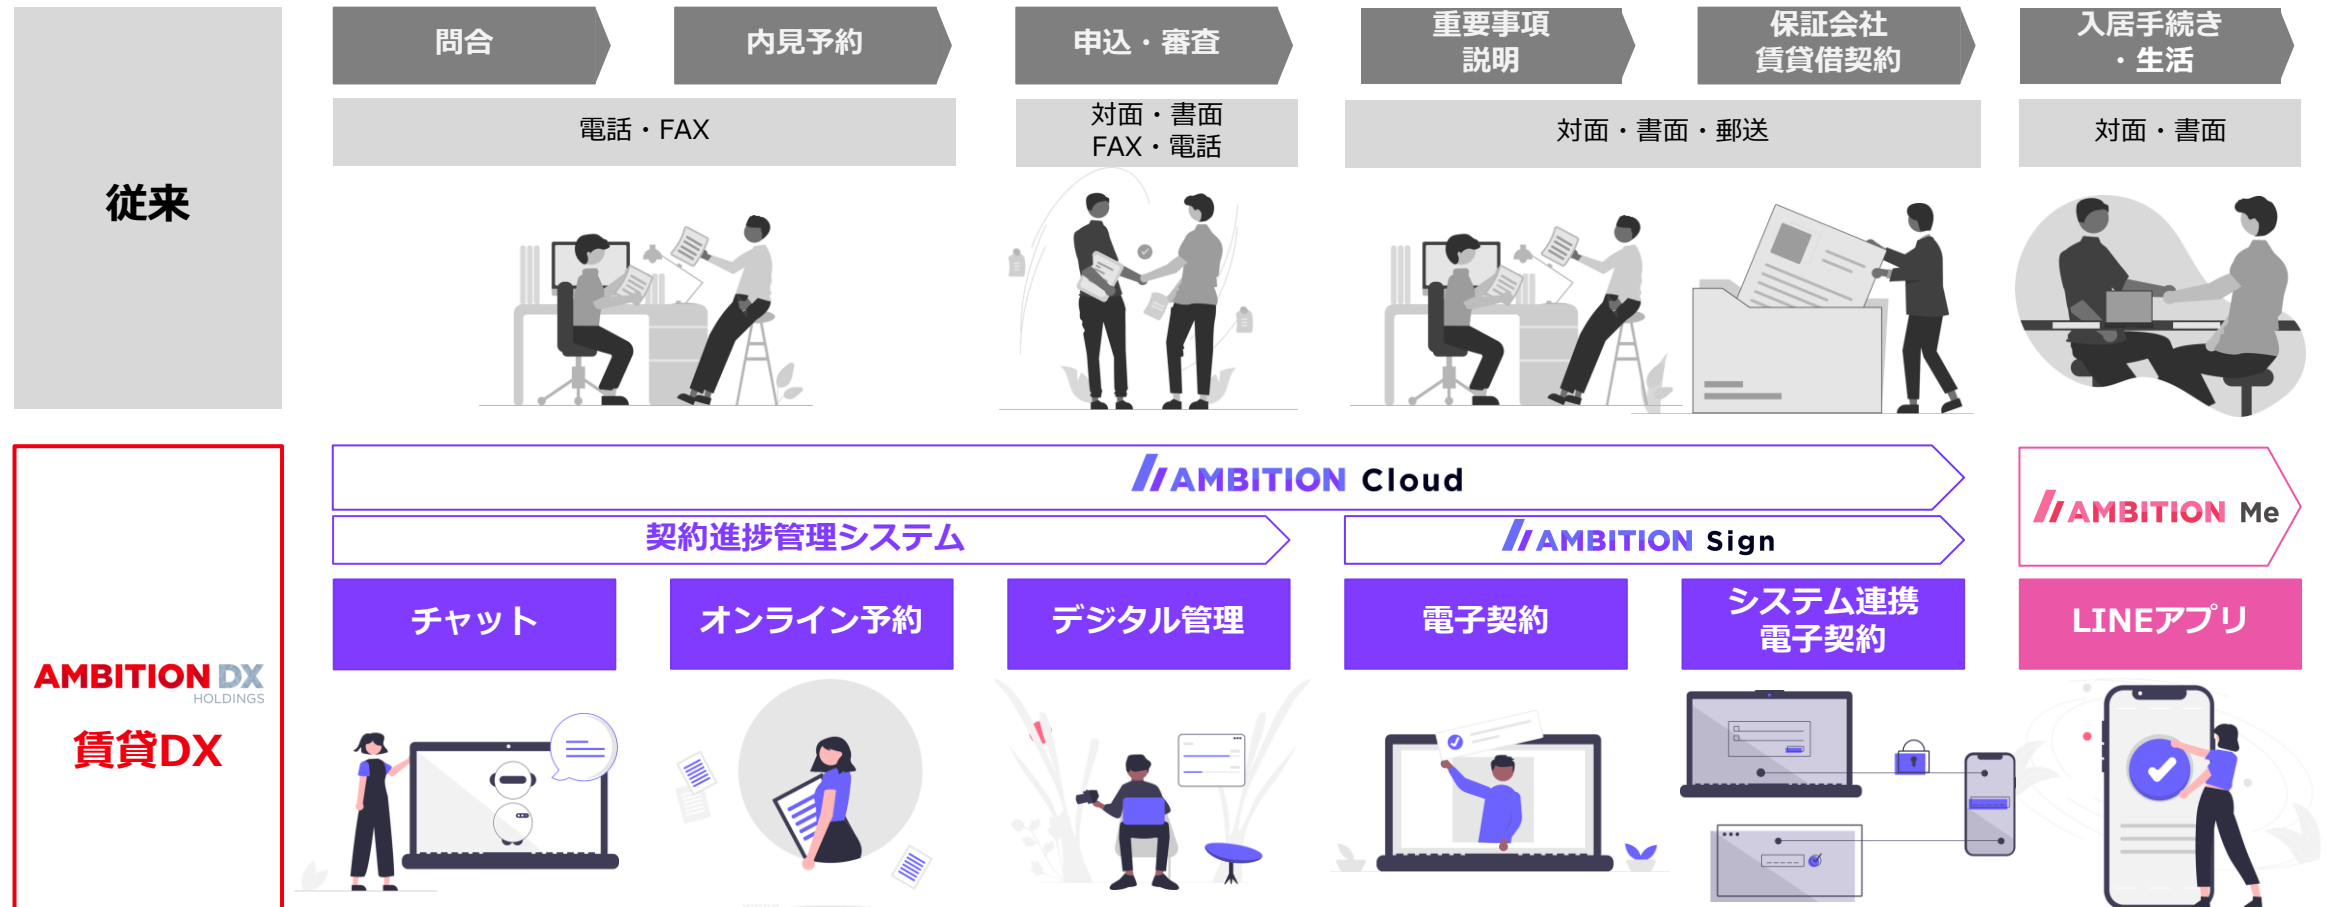 問合
内見予約
申込・審査
重要事項
説明
保証会社
賃貸借契約
入居手続き
・生活
従来
電話・FAX
対面・書面
FAX・電話
対面・書面・郵送
対面・書面
AMBITION DX
HOLDINGS
賃貸DX
AMBITION Cloud
契約進捗管理システム
AMBITION Sign
AMBITION Me
チャット
オンライン予約
デジタル管理
電子契約
システム連携
電子契約
LINEアプリ